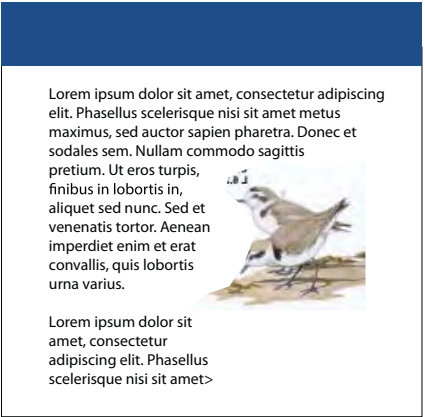 Lorem ipsum dolor sit amet, consectetur adipiscing
elit. Phasellus scelerisque nisi sit amet metus
maximus, sed auctor sapien pharetra. Donec et
sodales sem. Nullam commodo sagittis
pretium. Ut eros turpis,
finibus in lobortis in,
aliquet sed nunc. Sed et
venenatis tortor. Aenean
imperdiet enim et erat
convallis, quis lobortis
urna varius.
Lorem ipsum dolor sit
amet, consectetur
adipiscing elit. Phasellus
scelerisque nisi sit amet>